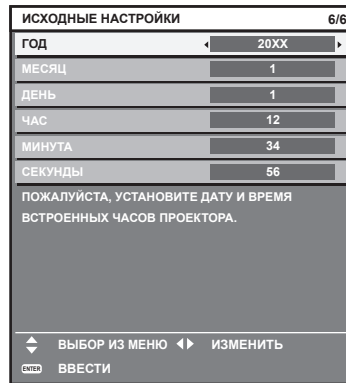 ИСХОДНЫЕ НАСТРОЙКИ 6/6
ГОД 20XX
МЕСЯЦ 1
ДЕНЬ 1
ЧАС 12
МИНУТА 34
СЕКУНДЫ 56
ПОЖАЛУЙСТА, УСТАНОВИТЕ ДАТУ И ВРЕМЯ
ВСТРОЕННЫХ ЧАСОВ ПРОЕКТОРА.
ВЫБОР ИЗ МЕНЮ ИЗМЕНИТЬ
ENTER ВВЕСТИ